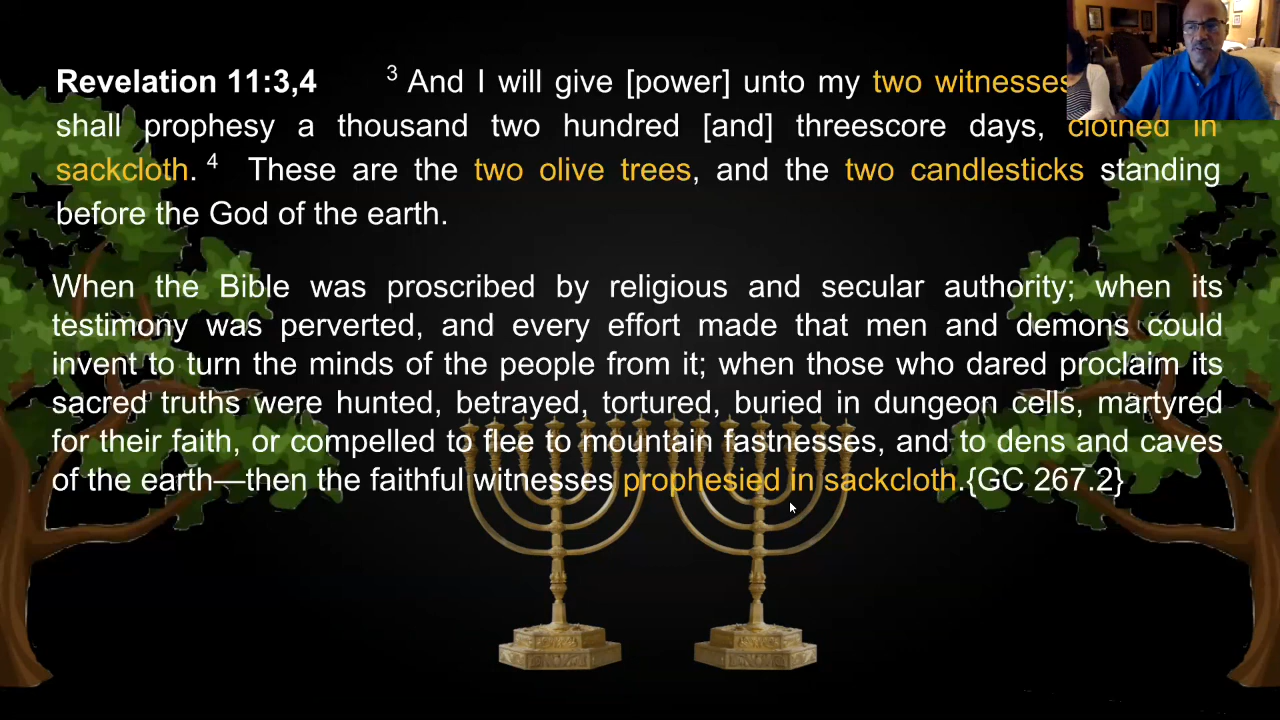 Revelation 11:3,4 3 And I will give [power] unto my two witnesses
shall prophesy a thousand two hundred [and] threescore days, clothed in
sackcloth. 4 These are the two olive trees, and the two candlesticks standing
before the God of the earth.
When the Bible was proscribed by religious and secular authority; when its
testimony was perverted, and every effort made that men and demons could
invent to turn the minds of the people from it; when those who dared proclaim its
sacred truths were hunted, betrayed, tortured, buried in dungeon cells, martyred
for their faith, or compelled to flee to mountain fastnesses, and to dens and caves
of the earth—then the faithful witnesses prophesied in sackcloth.{GC 267.2}